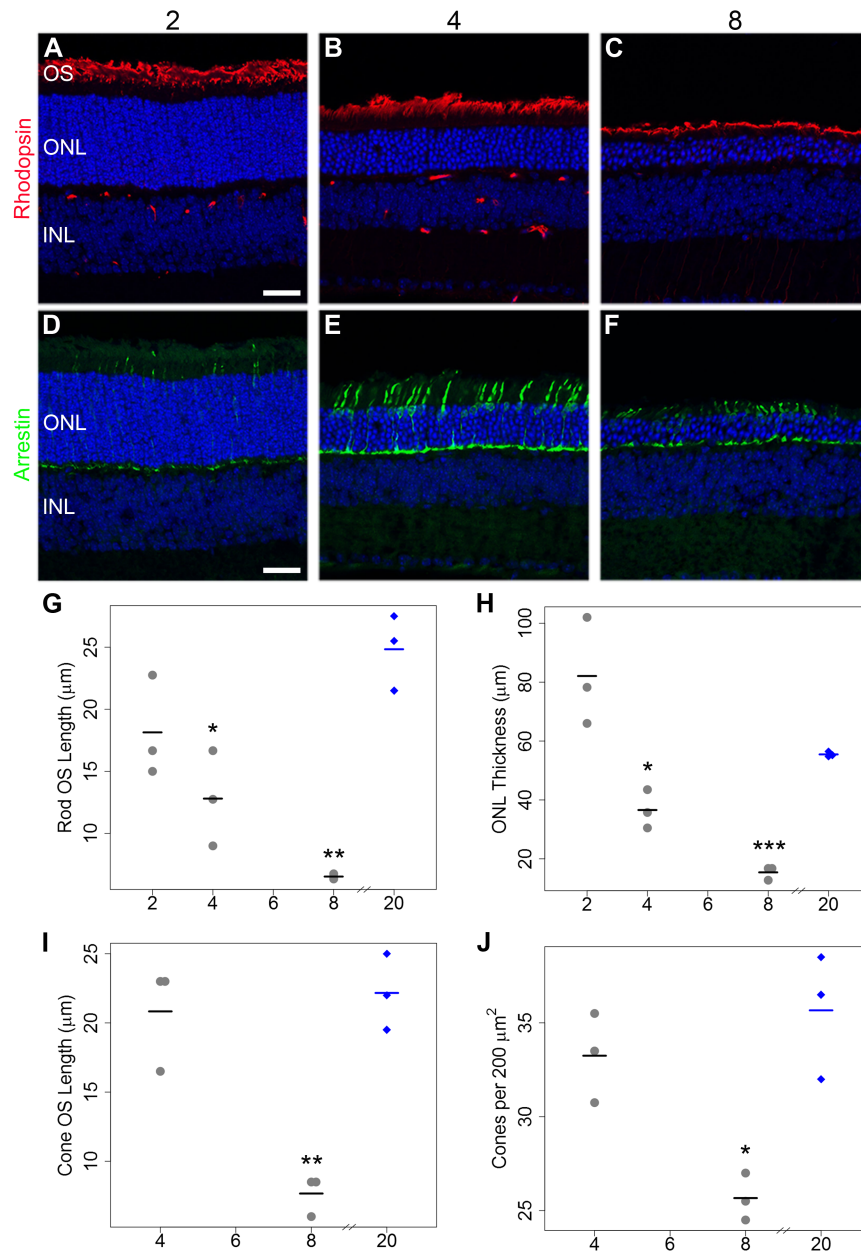 2 4 8
A B C
OS
ONL
INL
Rhodopsin
D E F
ONL
INL
Arrestin
G
Rod OS Length (μm)
25
20
15
10
*
**
2 4 6 8 20
H
ONL Thickness (μm)
100
80
60
40
20
*
***
2 4 6 8 20
I
Cone OS Length (μm)
25
20
15
10
**
4 6 8 20
J
Cones per 200 μm²
35
30
25
*
4 6 8 20